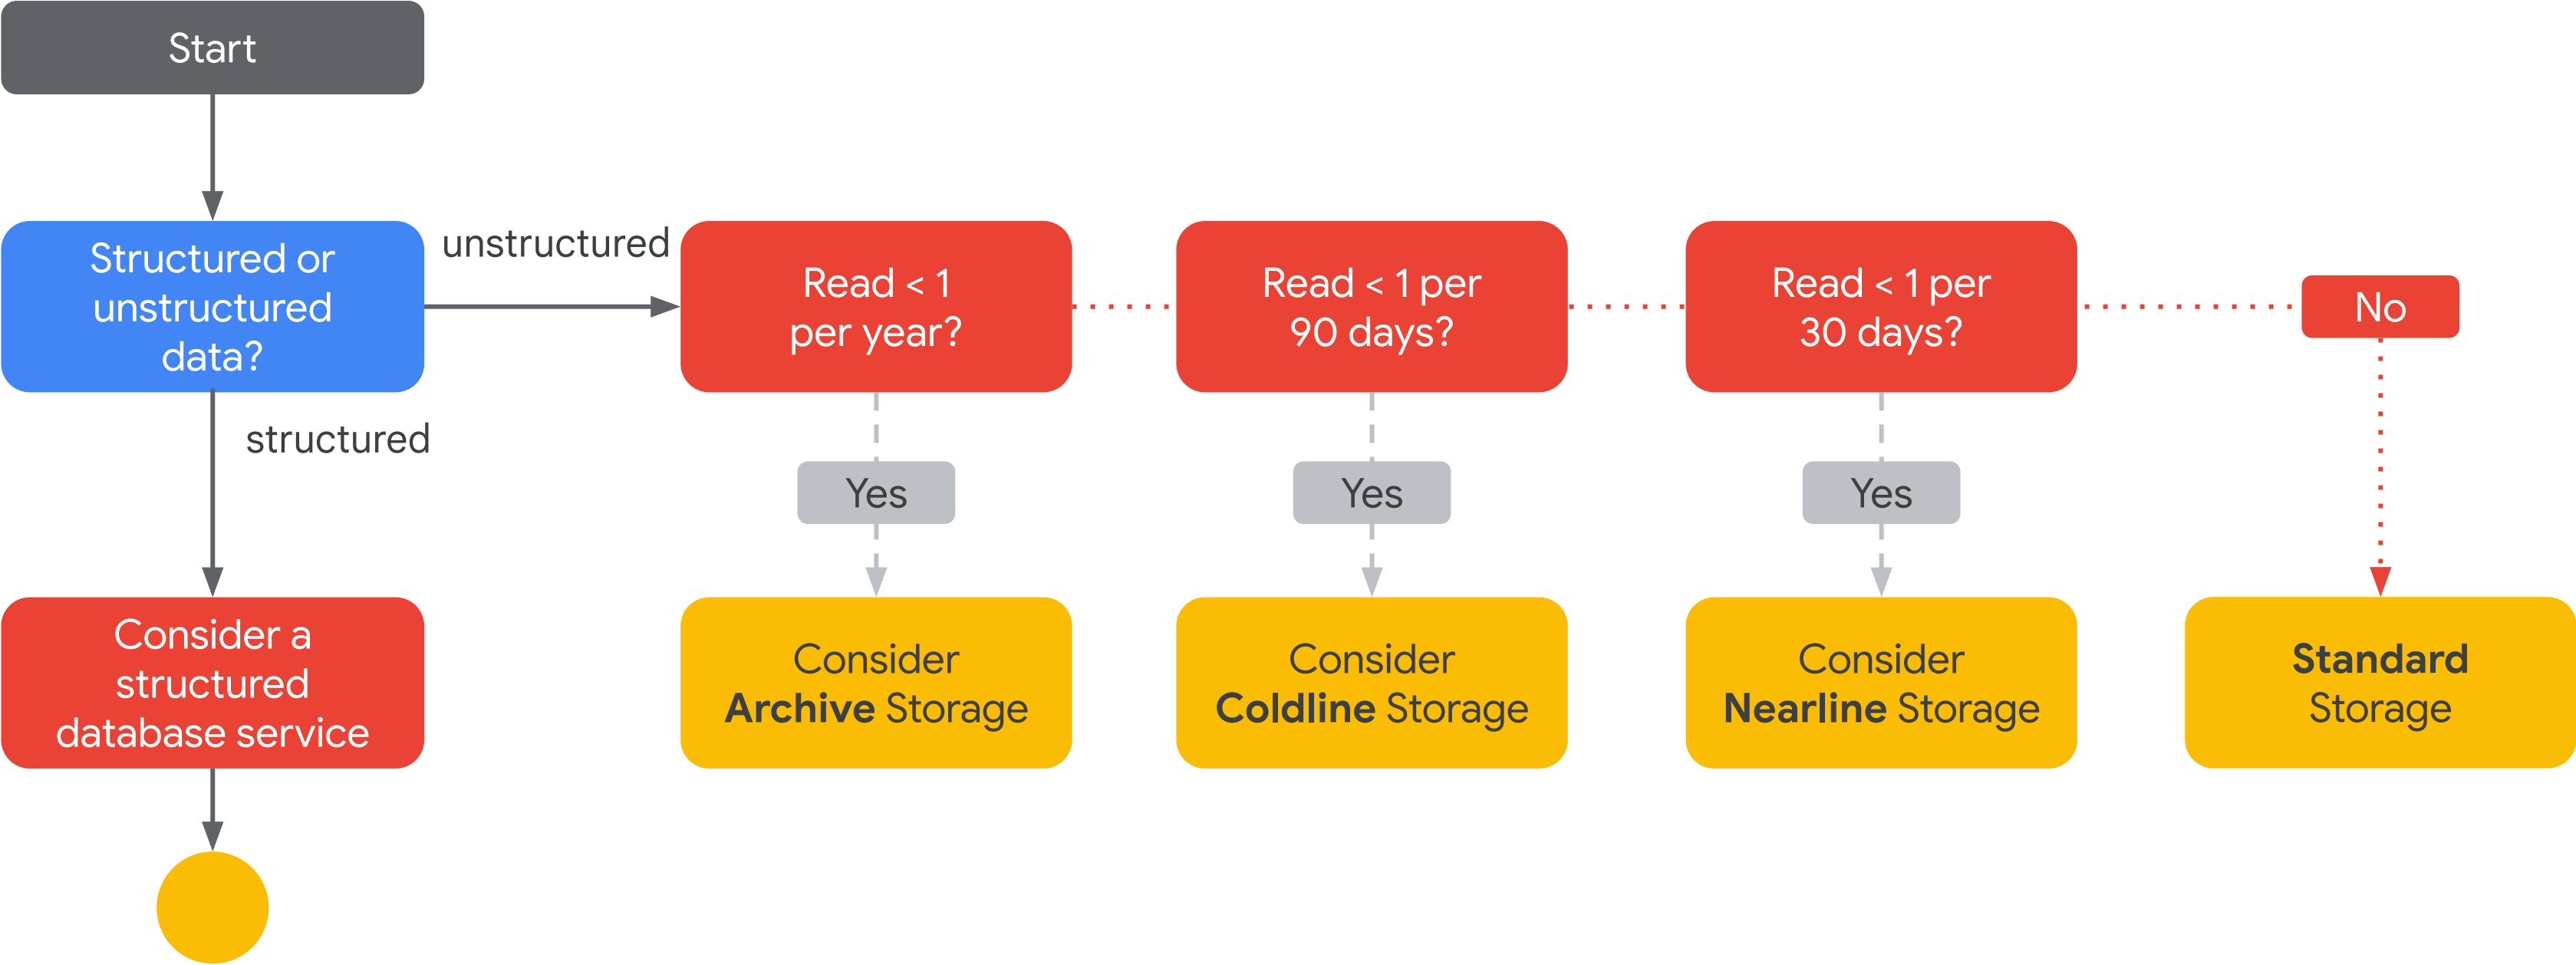 Start
Structured or
unstructured
data?
unstructured
structured
Read < 1
per year?
Read < 1 per
90 days?
Read < 1 per
30 days?
No
Yes
Yes
Yes
Consider a
structured
database service
Consider
Archive Storage
Consider
Coldline Storage
Consider
Nearline Storage
Standard
Storage